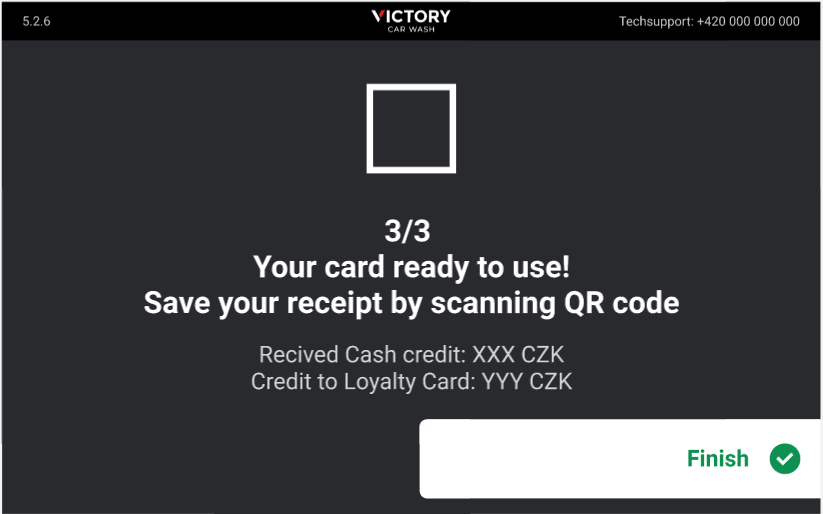 5.2.6
VICTORY
CAR WASH
Techsupport: +420 000 000 000
3/3
Your card ready to use!
Save your receipt by scanning QR code
Recived Cash credit: XXX CZK
Credit to Loyalty Card: YYY CZK
Finish